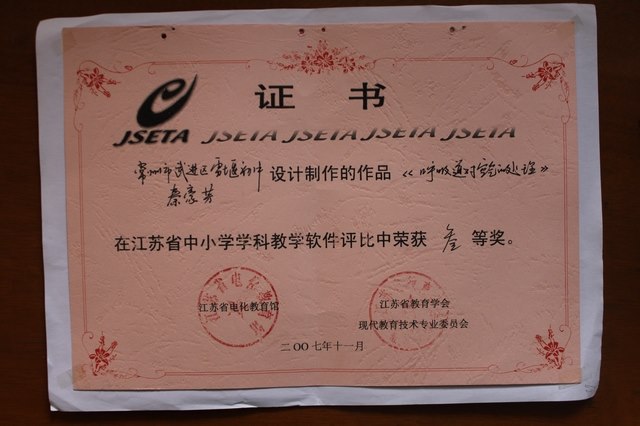 证书
JSETA JSETA JSETA JSETA JSETA
常州市武进区雪堰初中 设计制作的作品《呼吸道对空气的处理》
秦豪芳
在江苏省中小学学科教学软件评比中荣获 叁 等奖。
江苏省电化教育馆
江苏省教育学会
现代教育技术专业委员会
二OO七年十一月